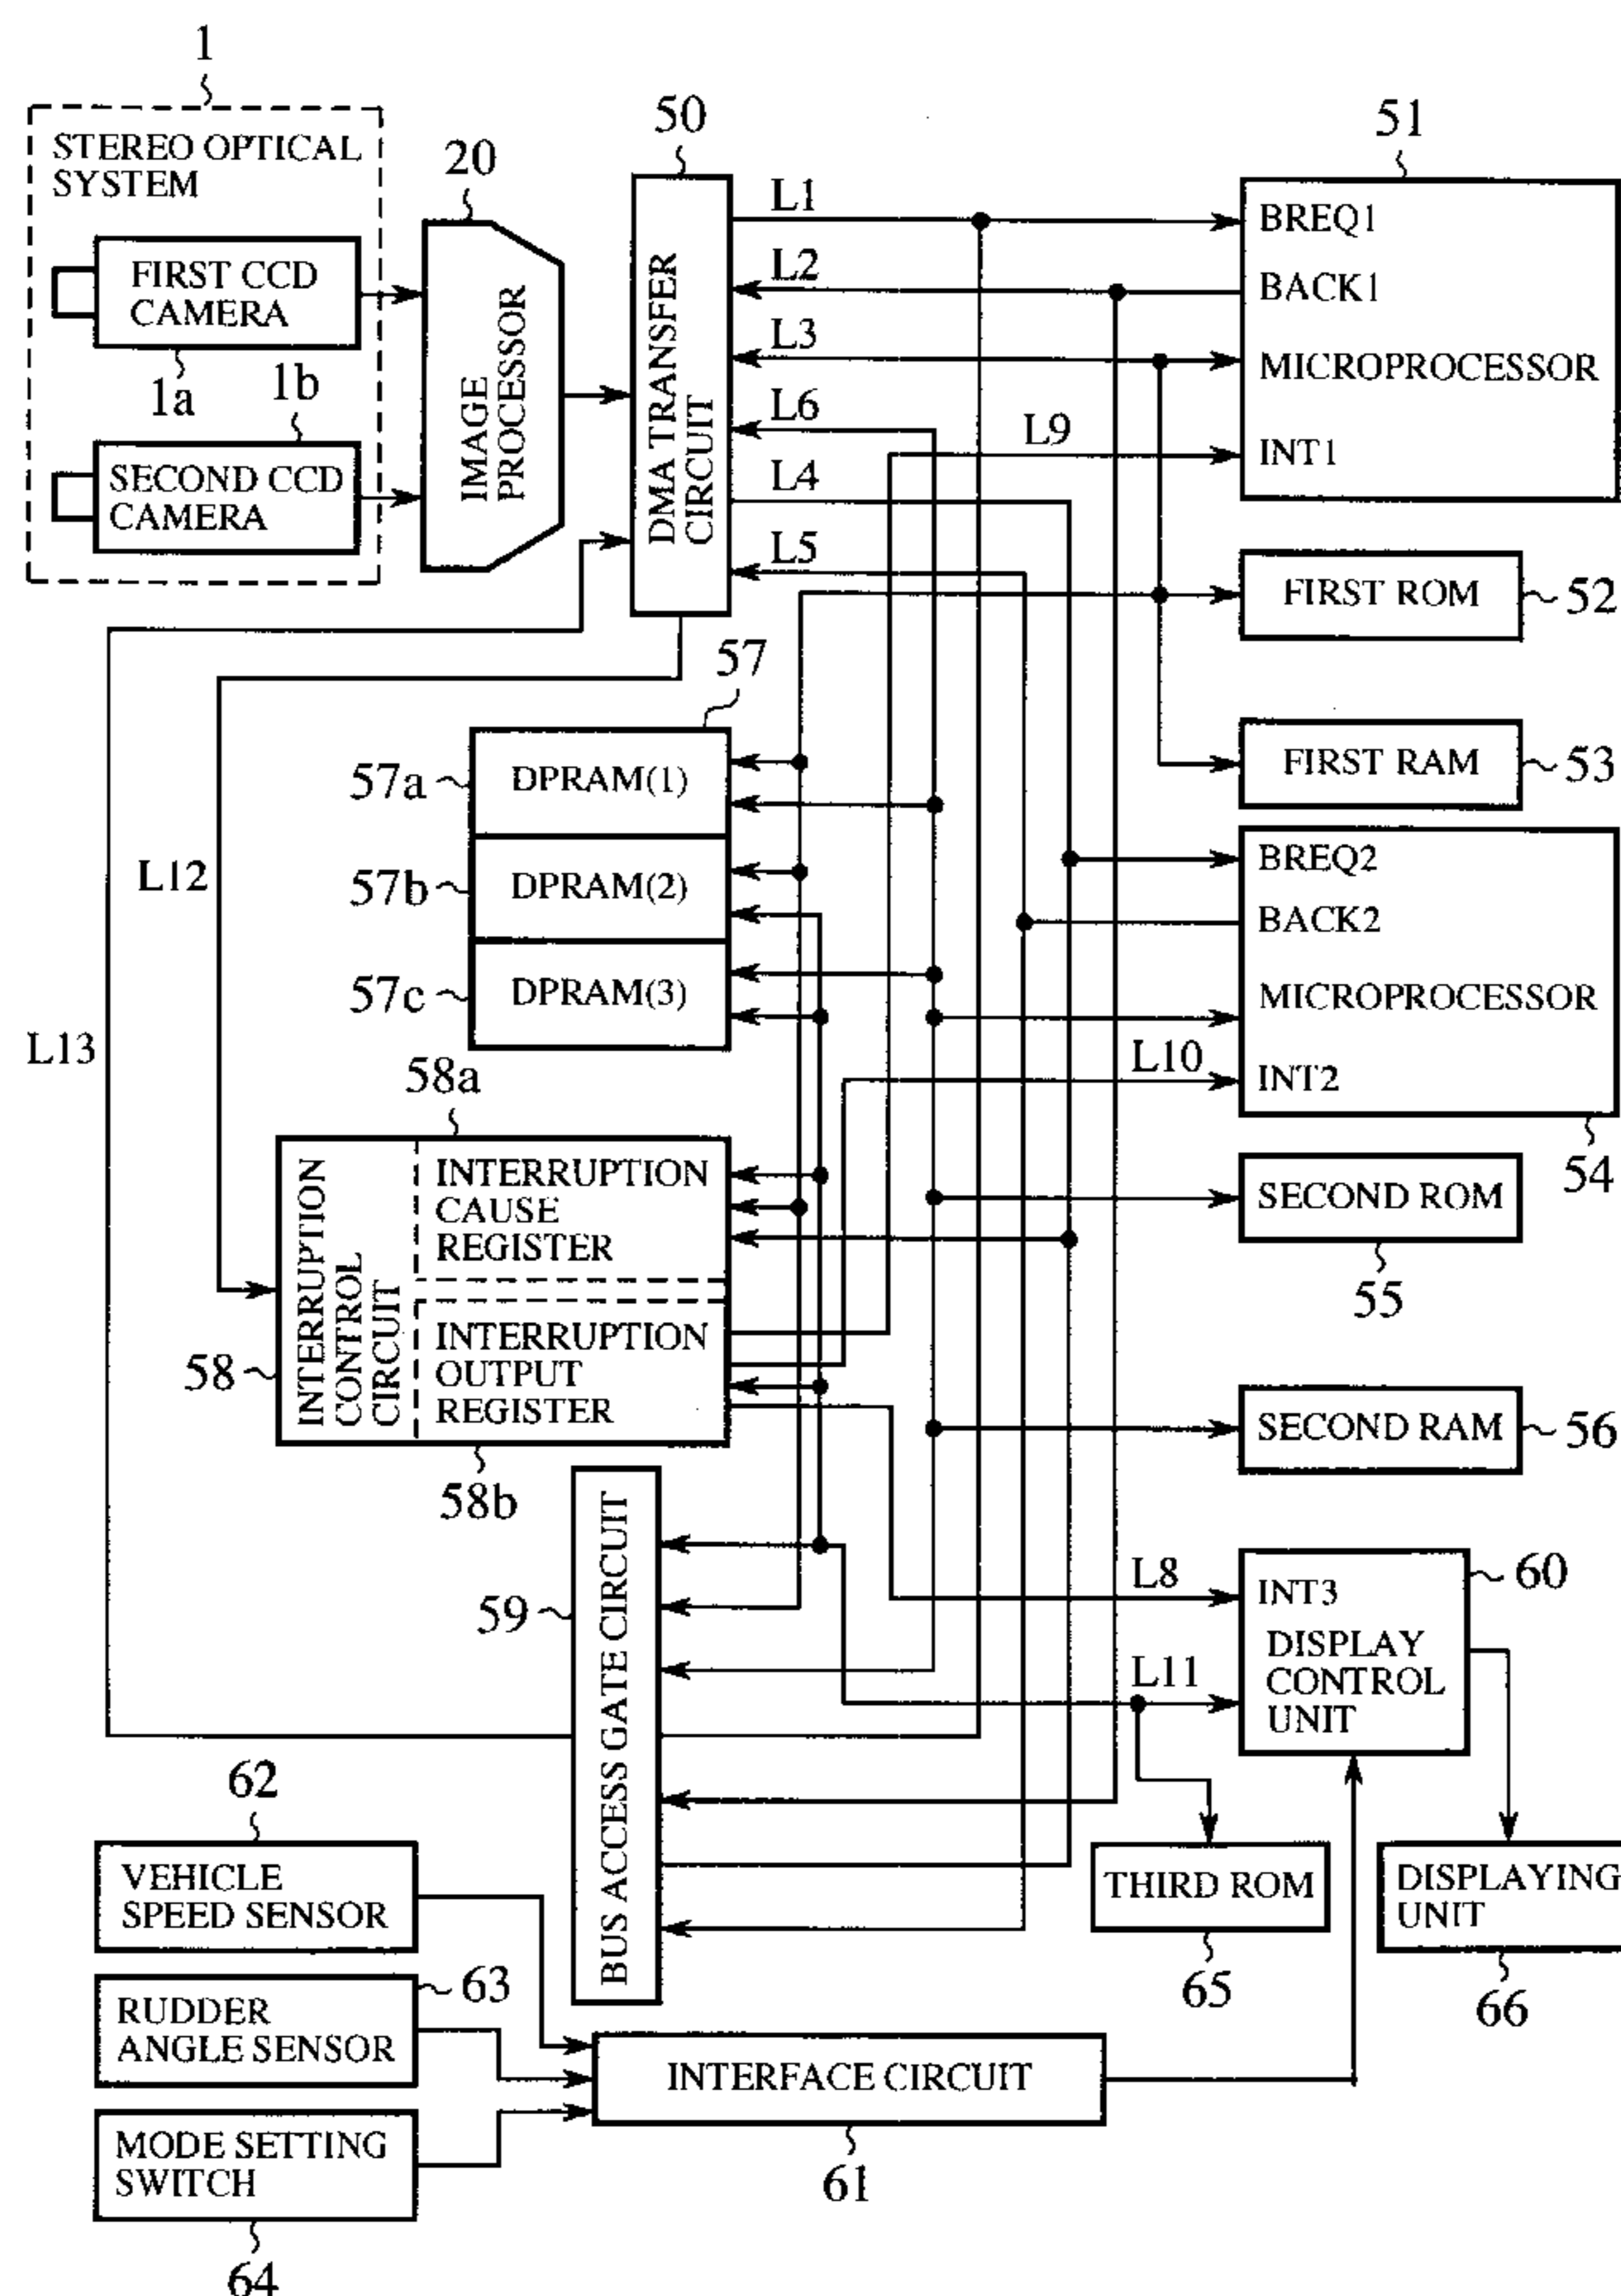 1
STEREO OPTICAL
SYSTEM
FIRST CCD
CAMERA
1a
1b
SECOND CCD
CAMERA
20
IMAGE
PROCESSOR
50
DMA TRANSFER
CIRCUIT
L1
L2
L3
L6
L9
L4
L5
51
BREQ1
BACK1
MICROPROCESSOR
INT1
FIRST ROM
52
FIRST RAM
53
57
57a
DPRAM(1)
57b
DPRAM(2)
57c
DPRAM(3)
L12
L13
BREQ2
BACK2
MICROPROCESSOR
L10
INT2
54
58a
INTERRUPTION
CONTROL
CIRCUIT
INTERRUPTION
CAUSE
REGISTER
INTERRUPTION
OUTPUT
REGISTER
58
58b
SECOND ROM
55
SECOND RAM
56
BUS ACCESS GATE CIRCUIT
59
L8
INT3
60
DISPLAY
CONTROL
UNIT
L11
THIRD ROM
65
DISPLAYING
UNIT
66
62
VEHICLE
SPEED SENSOR
63
RUDDER
ANGLE SENSOR
MODE SETTING
SWITCH
64
INTERFACE CIRCUIT
61